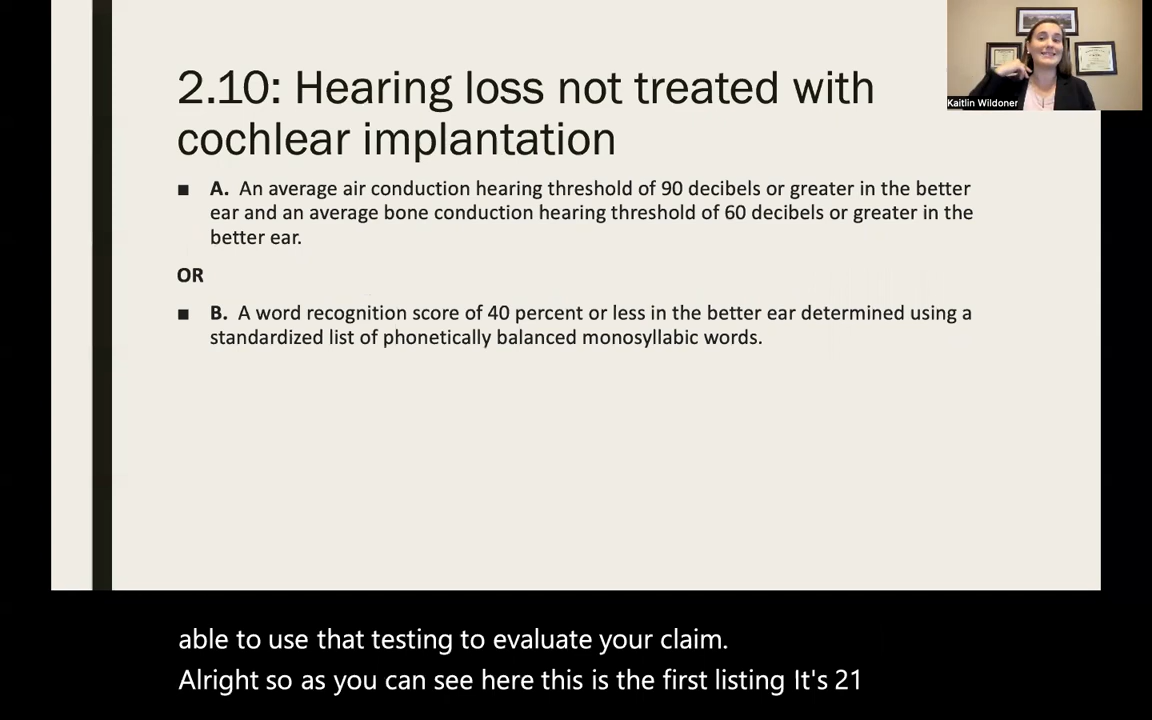 2.10: Hearing loss not treated with
cochlear implantation
Kaitlin Wildoner
■ A. An average air conduction hearing threshold of 90 decibels or greater in the better
ear and an average bone conduction hearing threshold of 60 decibels or greater in the
better ear.
OR
■ B. A word recognition score of 40 percent or less in the better ear determined using a
standardized list of phonetically balanced monosyllabic words.
able to use that testing to evaluate your claim.
Alright so as you can see here this is the first listing It's 21